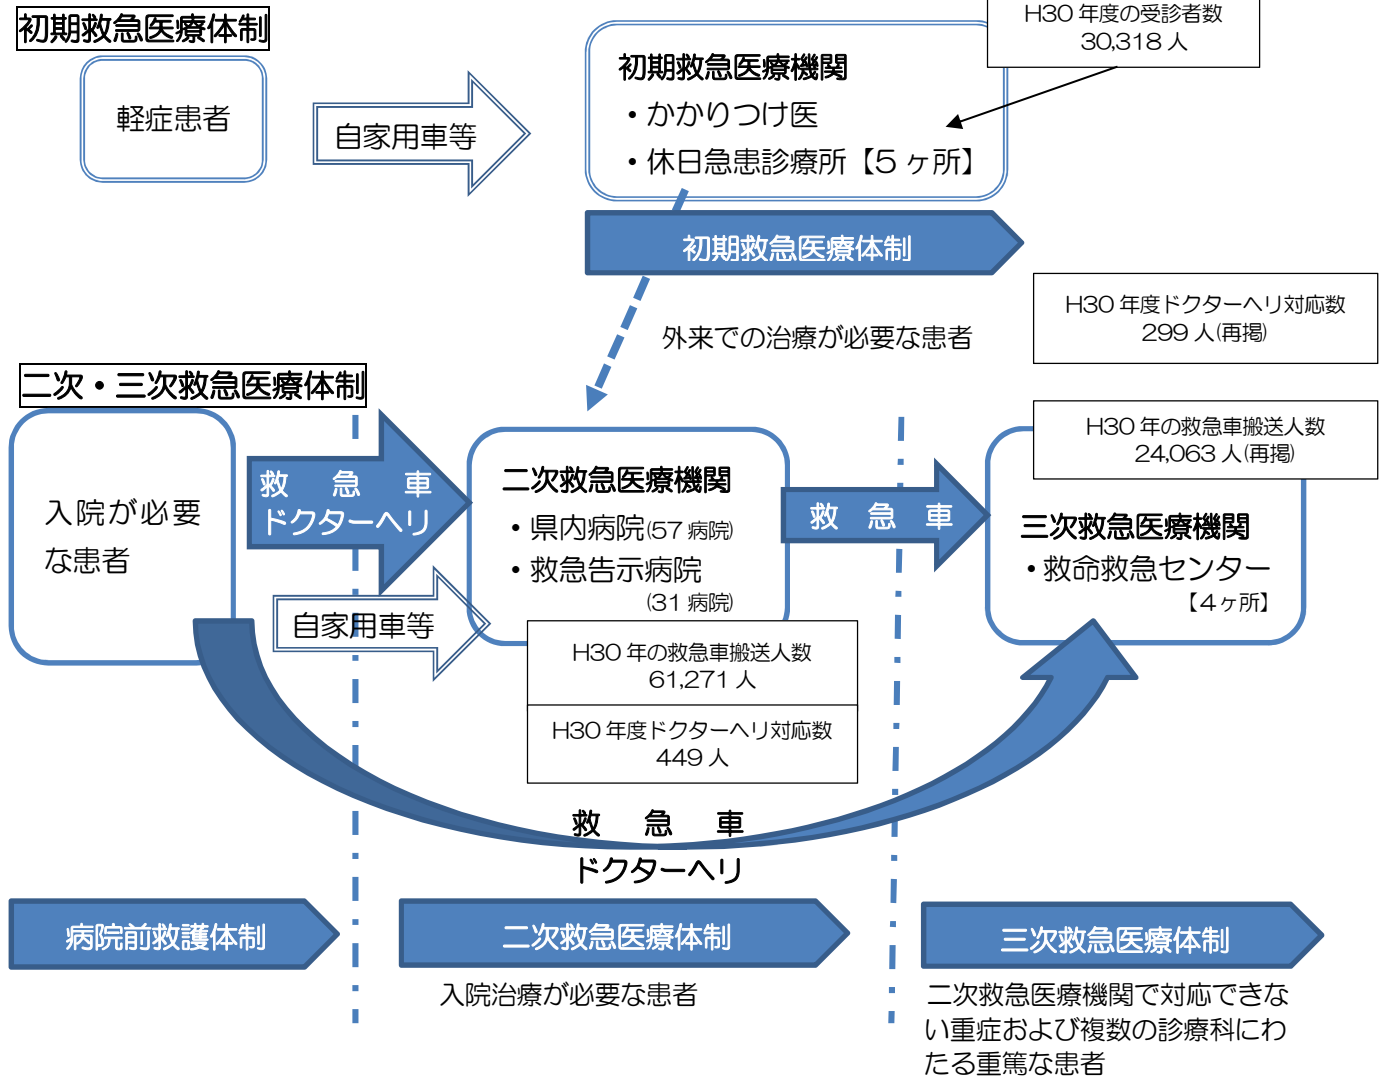 初期救急医療体制
軽症患者
自家用車等
初期救急医療機関
・かかりつけ医
・休日急患診療所【5ヶ所】
H30年度の受診者数
30,318人
初期救急医療体制
外来での治療が必要な患者
H30年度ドクターヘリ対応数
299人(再掲)
二次・三次救急医療体制
入院が必要
な患者
救 急 車
ドクターヘリ
自家用車等
二次救急医療機関
・県内病院(57病院)
・救急告示病院
(31病院)
H30年の救急車搬送人数
61,271人
H30年度ドクターヘリ対応数
449人
救 急 車
H30年の救急車搬送人数
24,063人(再掲)
三次救急医療機関
・救命救急センター
【4ヶ所】
救 急 車
ドクターヘリ
病院前救護体制
二次救急医療体制
入院治療が必要な患者
三次救急医療体制
二次救急医療機関で対応できな
い重症および複数の診療科にわ
たる重篤な患者